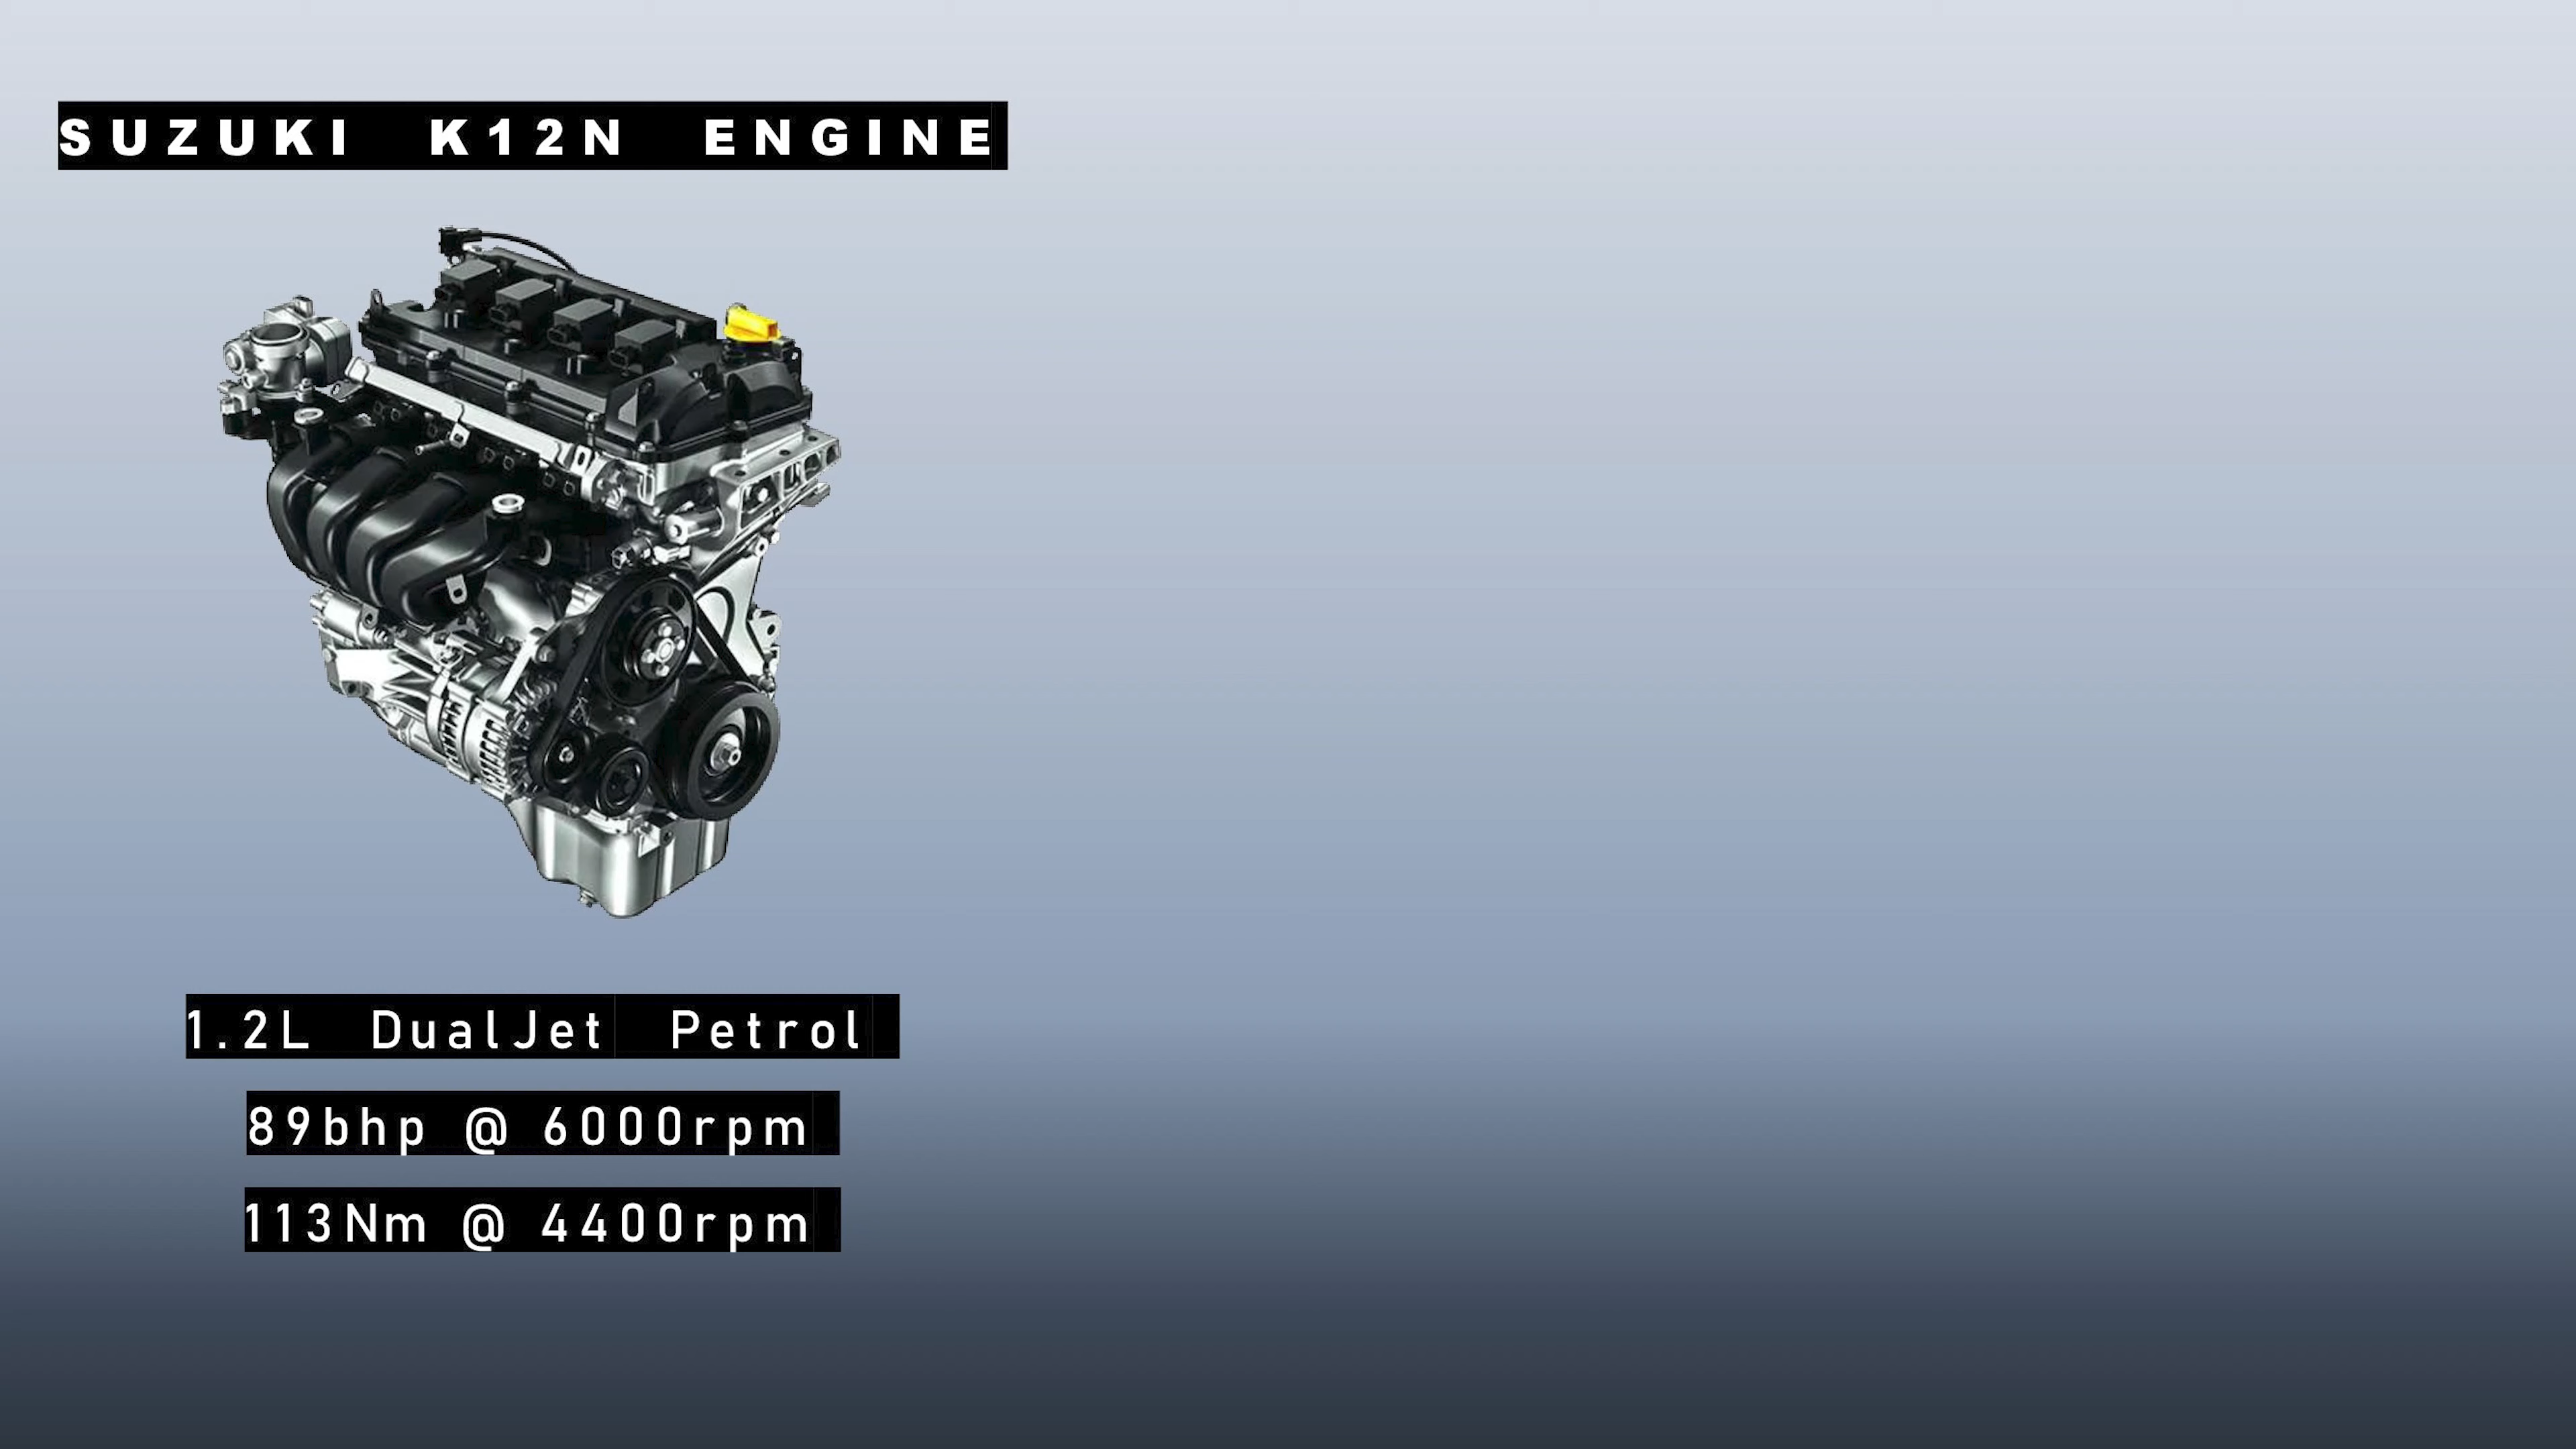 SUZUKI K12N ENGINE
1.2L DualJet Petrol
89bhp @ 6000rpm
113Nm @ 4400rpm